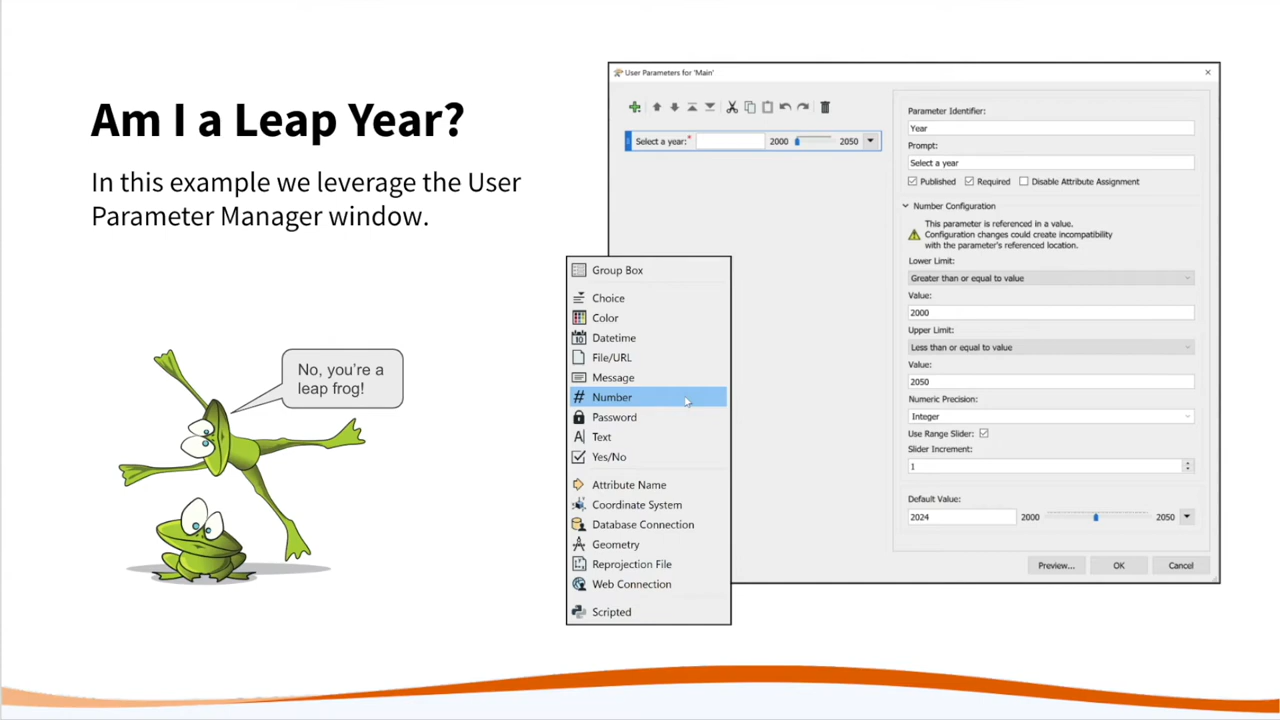 Am I a Leap Year?
In this example we leverage the User
Parameter Manager window.
No, you're a
leap frog!
User Parameters for 'Main'
Select a year:* 2000 2050
Parameter Identifier:
Year
Prompt:
Select a year
Published Required Disable Attribute Assignment
Number Configuration
This parameter is referenced in a value.
Configuration changes could create incompatibility
with the parameter's referenced location.
Lower Limit:
Greater than or equal to value
Value:
2000
Upper Limit:
Less than or equal to value
Value:
2050
Numeric Precision:
Integer
Use Range Slider:
Slider Increment:
1
Default Value:
2024 2000 2050
Preview... OK Cancel
Group Box
Choice
Color
10 Datetime
File/URL
Message
# Number
Password
A Text
Yes/No
Attribute Name
Coordinate System
Database Connection
Geometry
Reprojection File
Web Connection
Scripted